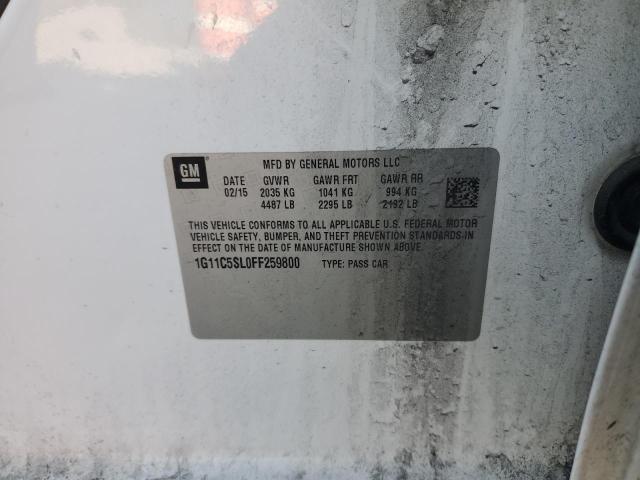 GM
MFD BY GENERAL MOTORS LLC
DATE GVWR GAWR FRT GAWR RR
02/15 2035 KG 1041 KG 994 KG
4487 LB 2295 LB 2192 LB
THIS VEHICLE CONFORMS TO ALL APPLICABLE U.S. FEDERAL MOTOR
VEHICLE SAFETY, BUMPER, AND THEFT PREVENTION STANDARDS IN
EFFECT ON THE DATE OF MANUFACTURE SHOWN ABOVE.
1G11C5SL0FF259800 TYPE: PASS CAR